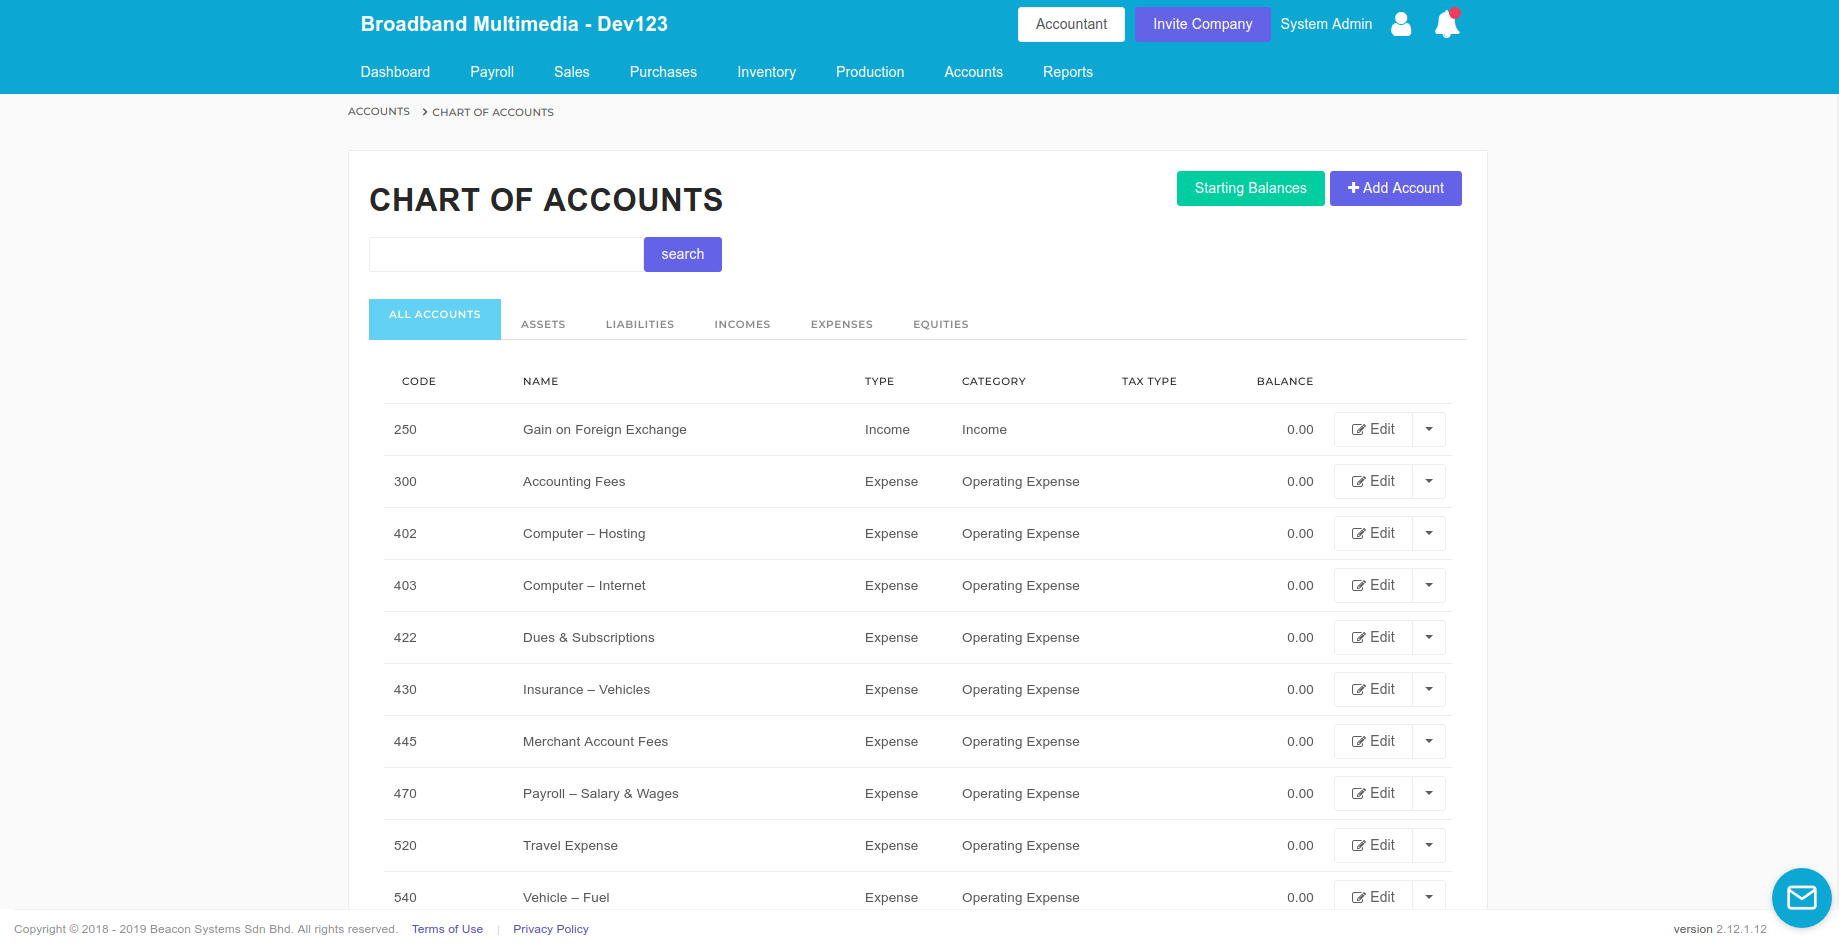 Broadband Multimedia - Dev123
Accountant Invite Company System Admin
Dashboard Payroll Sales Purchases Inventory Production Accounts Reports
ACCOUNTS > CHART OF ACCOUNTS
CHART OF ACCOUNTS
Starting Balances + Add Account
search
ALL ACCOUNTS ASSETS LIABILITIES INCOMES EXPENSES EQUITIES
CODE NAME TYPE CATEGORY TAX TYPE BALANCE
250 Gain on Foreign Exchange Income Income 0.00 Edit
300 Accounting Fees Expense Operating Expense 0.00 Edit
402 Computer – Hosting Expense Operating Expense 0.00 Edit
403 Computer – Internet Expense Operating Expense 0.00 Edit
422 Dues & Subscriptions Expense Operating Expense 0.00 Edit
430 Insurance – Vehicles Expense Operating Expense 0.00 Edit
445 Merchant Account Fees Expense Operating Expense 0.00 Edit
470 Payroll – Salary & Wages Expense Operating Expense 0.00 Edit
520 Travel Expense Expense Operating Expense 0.00 Edit
540 Vehicle – Fuel Expense Operating Expense 0.00 Edit
Copyright © 2018 - 2019 Beacon Systems Sdn Bhd. All rights reserved. Terms of Use | Privacy Policy version 2.12.1.12